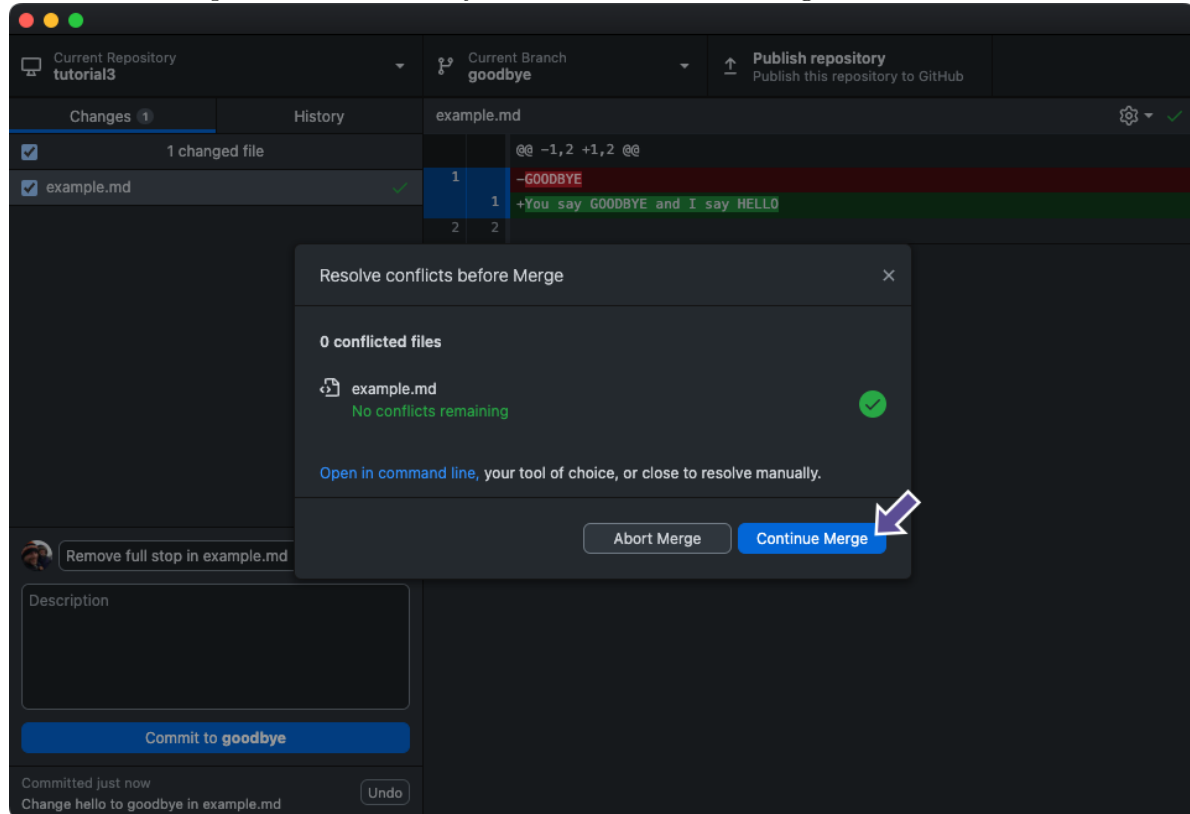 Current Repository
tutorial3
Current Branch
goodbye
Publish repository
Publish this repository to GitHub
Changes 1
History
example.md
1 changed file
@@ -1,2 +1,2 @@
example.md
1 -GOODBYE
1 +You say GOODBYE and I say HELLO
2 2
Resolve conflicts before Merge
0 conflicted files
example.md
No conflicts remaining
Open in command line, your tool of choice, or close to resolve manually.
Abort Merge
Continue Merge
Remove full stop in example.md
Description
Commit to goodbye
Committed just now
Change hello to goodbye in example.md
Undo